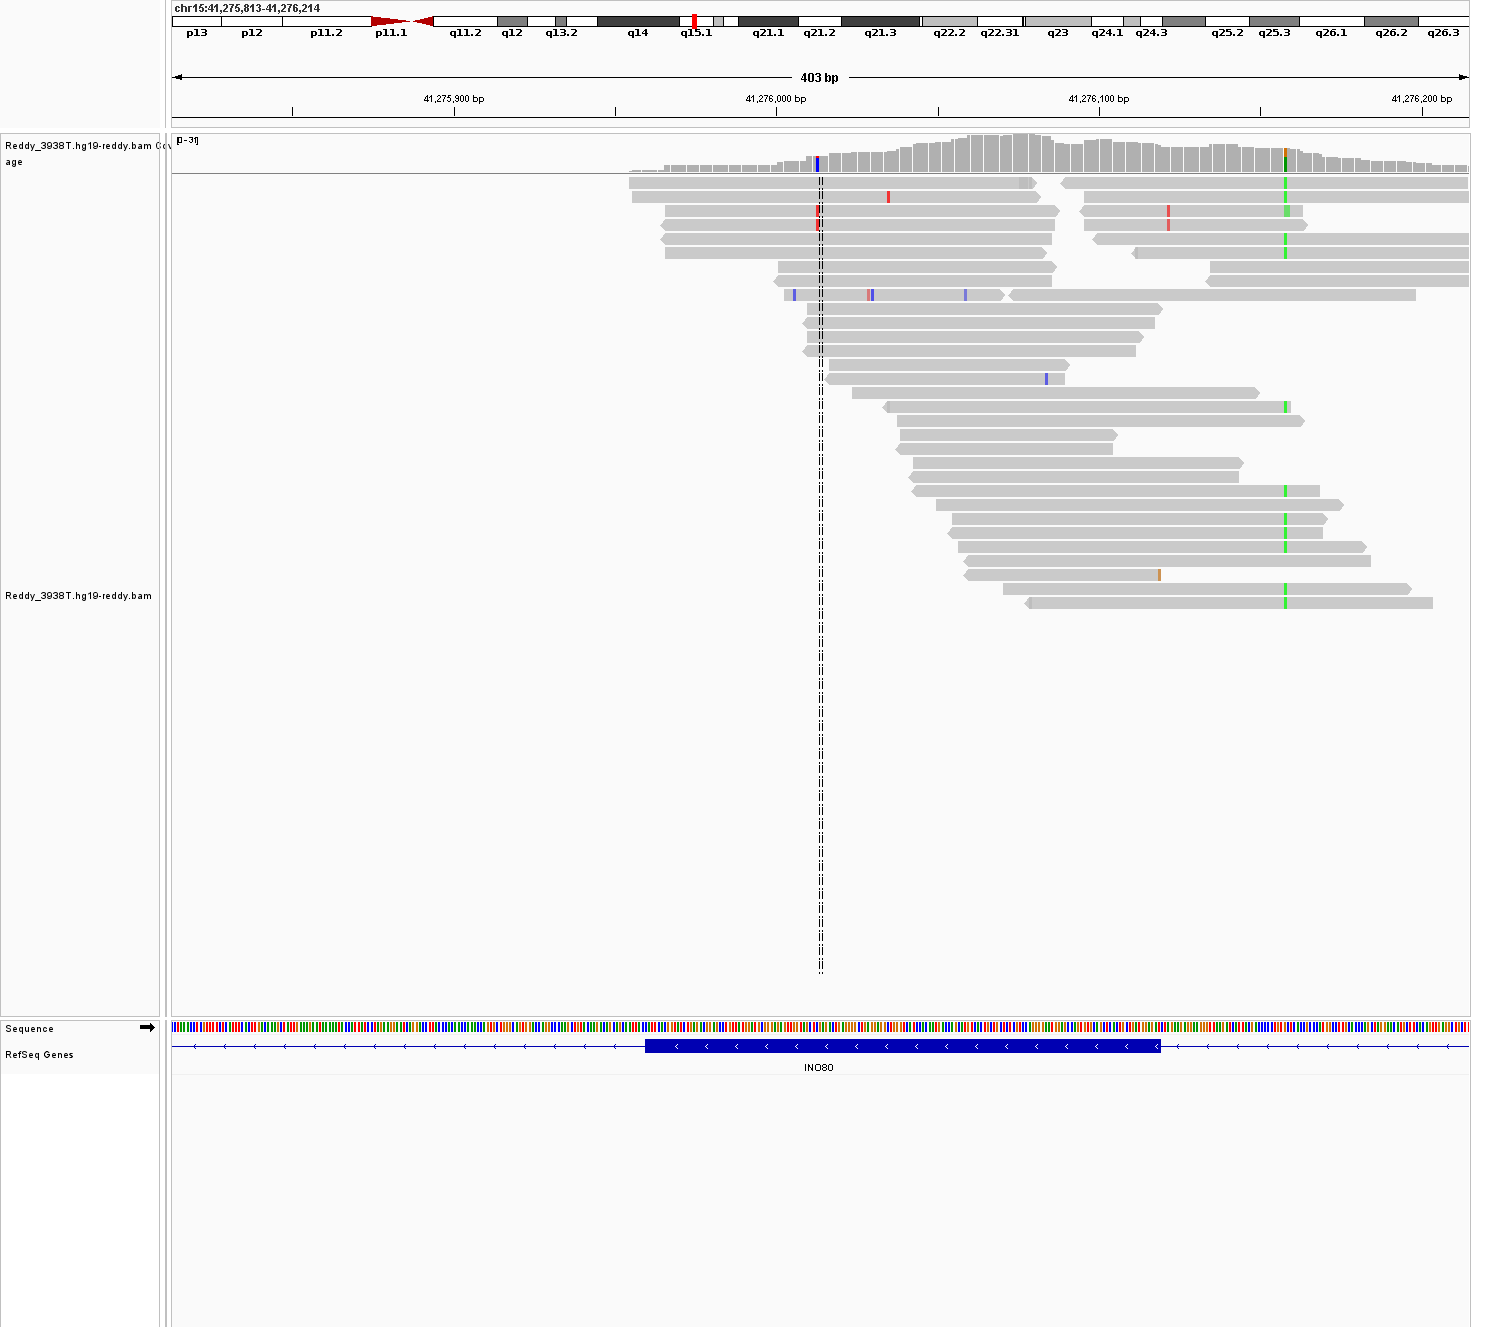 chr15:41,275,813-41,276,214
p13 p12 p11.2 p11.1 q11.2 q12 q13.2 q14 q15.1 q21.1 q21.2 q21.3 q22.2 q22.31 q23 q24.1 q24.3 q25.2 q25.3 q26.1 q26.2 q26.3
403 bp
41,275,900 bp 41,276,000 bp 41,276,100 bp 41,276,200 bp
Reddy_3938T.hg19-reddy.bam Cov
age
[0-31]
Reddy_3938T.hg19-reddy.bam
Sequence
RefSeq Genes
INO80